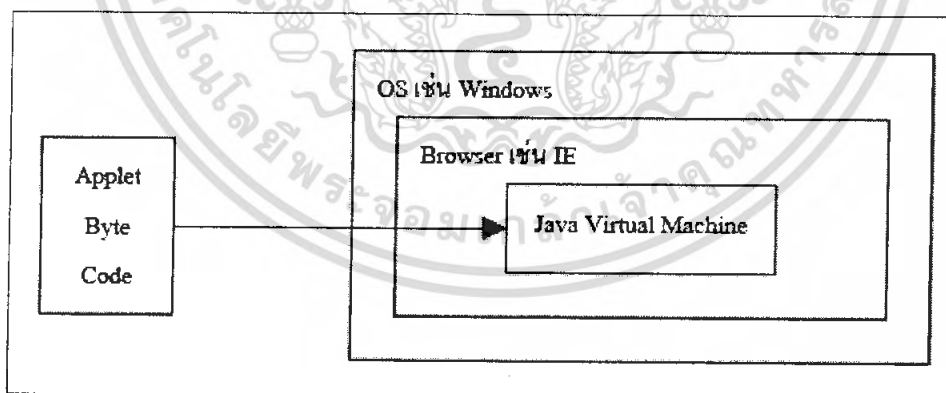 OS เช่น Windows
Browser เช่น IE
Applet
Byte
Code
Java Virtual Machine